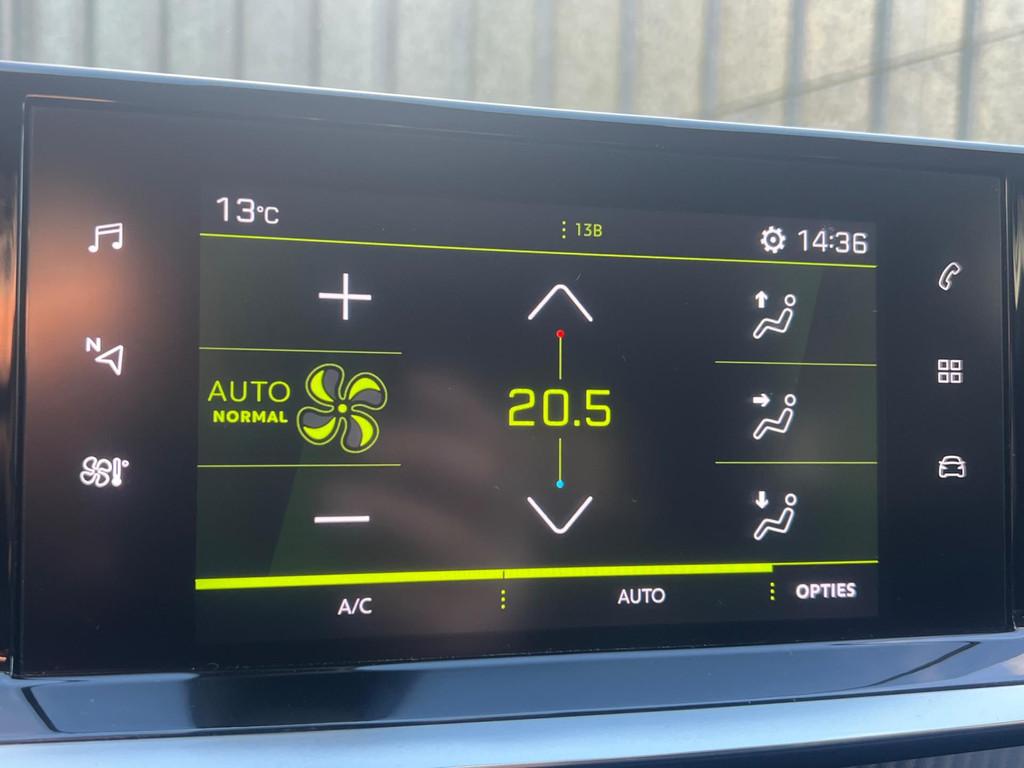 13°C
13B
14:36
N
AUTO
NORMAL
20.5
A/C
AUTO
OPTIES